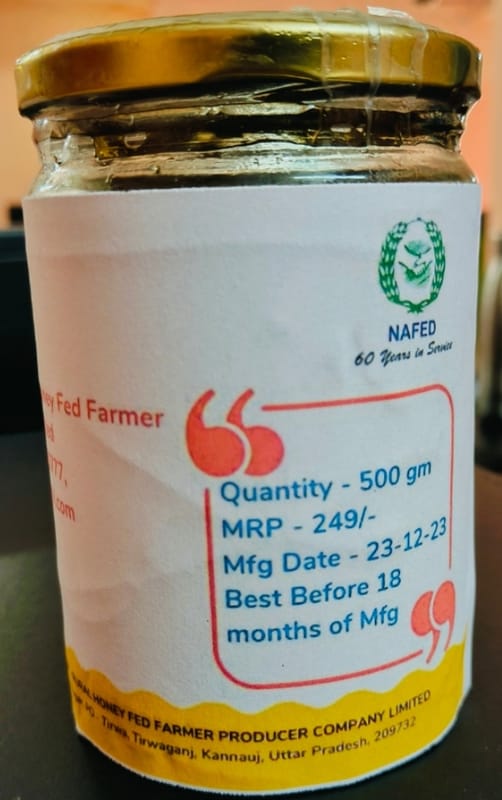 NAFED
60 Years in Service
Fed Farmer
777,
.com
Quantity - 500 gm
MRP - 249/-
Mfg Date - 23-12-23
Best Before 18
months of Mfg
HONEY FED FARMER PRODUCER COMPANY LIMITED
PO. Tirwa, Tirwaganj, Kannauj, Uttar Pradesh, 209732